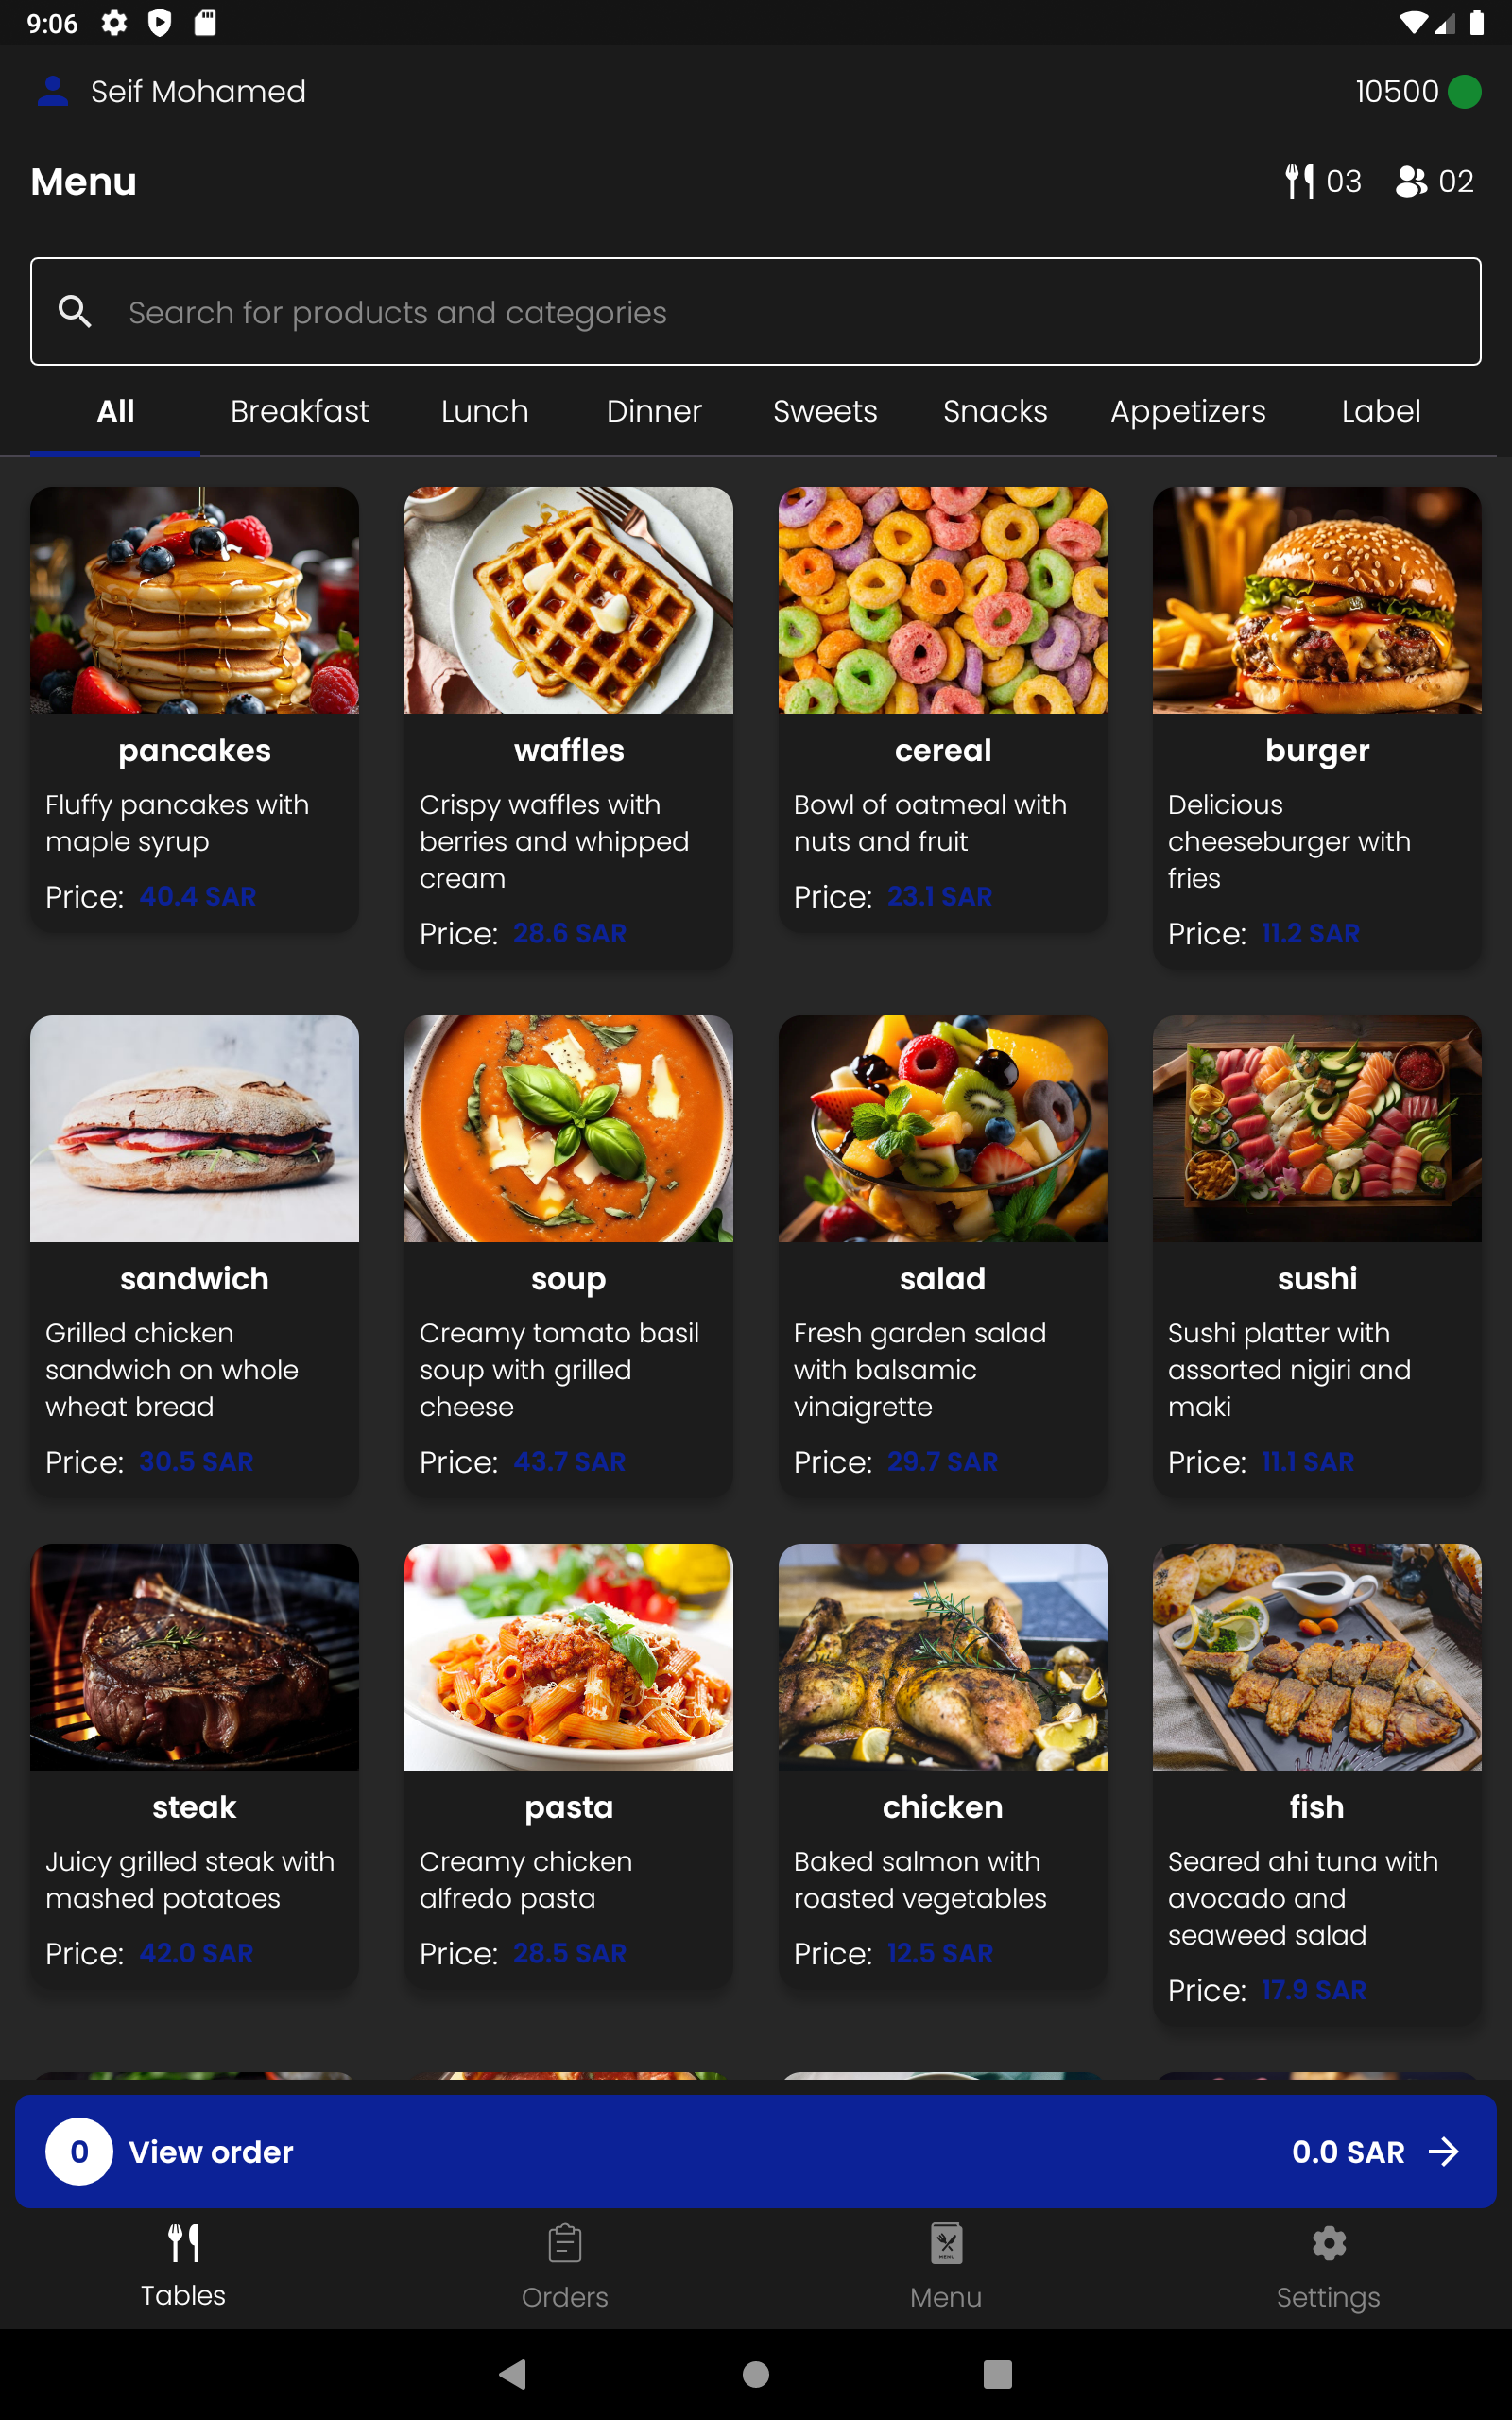 9:06
Seif Mohamed
10500
Menu
03
02
Search for products and categories
All Breakfast Lunch Dinner Sweets Snacks Appetizers Label
pancakes
Fluffy pancakes with
maple syrup
Price: 40.4 SAR
waffles
Crispy waffles with
berries and whipped
cream
Price: 28.6 SAR
cereal
Bowl of oatmeal with
nuts and fruit
Price: 23.1 SAR
burger
Delicious
cheeseburger with
fries
Price: 11.2 SAR
sandwich
Grilled chicken
sandwich on whole
wheat bread
Price: 30.5 SAR
soup
Creamy tomato basil
soup with grilled
cheese
Price: 43.7 SAR
salad
Fresh garden salad
with balsamic
vinaigrette
Price: 29.7 SAR
sushi
Sushi platter with
assorted nigiri and
maki
Price: 11.1 SAR
steak
Juicy grilled steak with
mashed potatoes
Price: 42.0 SAR
pasta
Creamy chicken
alfredo pasta
Price: 28.5 SAR
chicken
Baked salmon with
roasted vegetables
Price: 12.5 SAR
fish
Seared ahi tuna with
avocado and
seaweed salad
Price: 17.9 SAR
0 View order
0.0 SAR
Tables
Orders
MENU
Menu
Settings